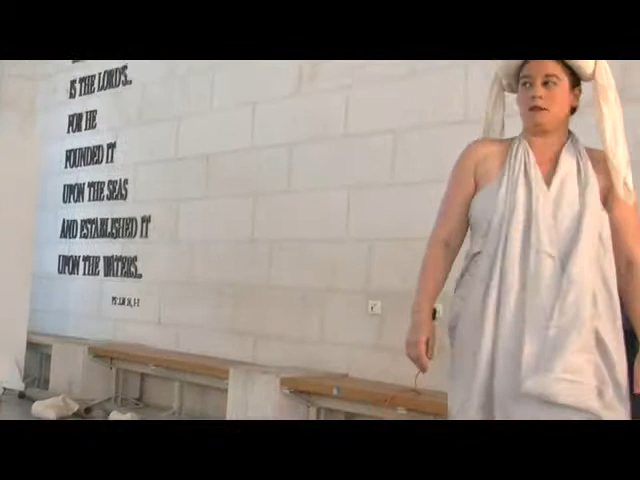 IS THE LORD'S..
FOR HE
FOUNDED IT
UPON THE SEAS
AND ESTABLISHED IT
UPON THE WATERS..